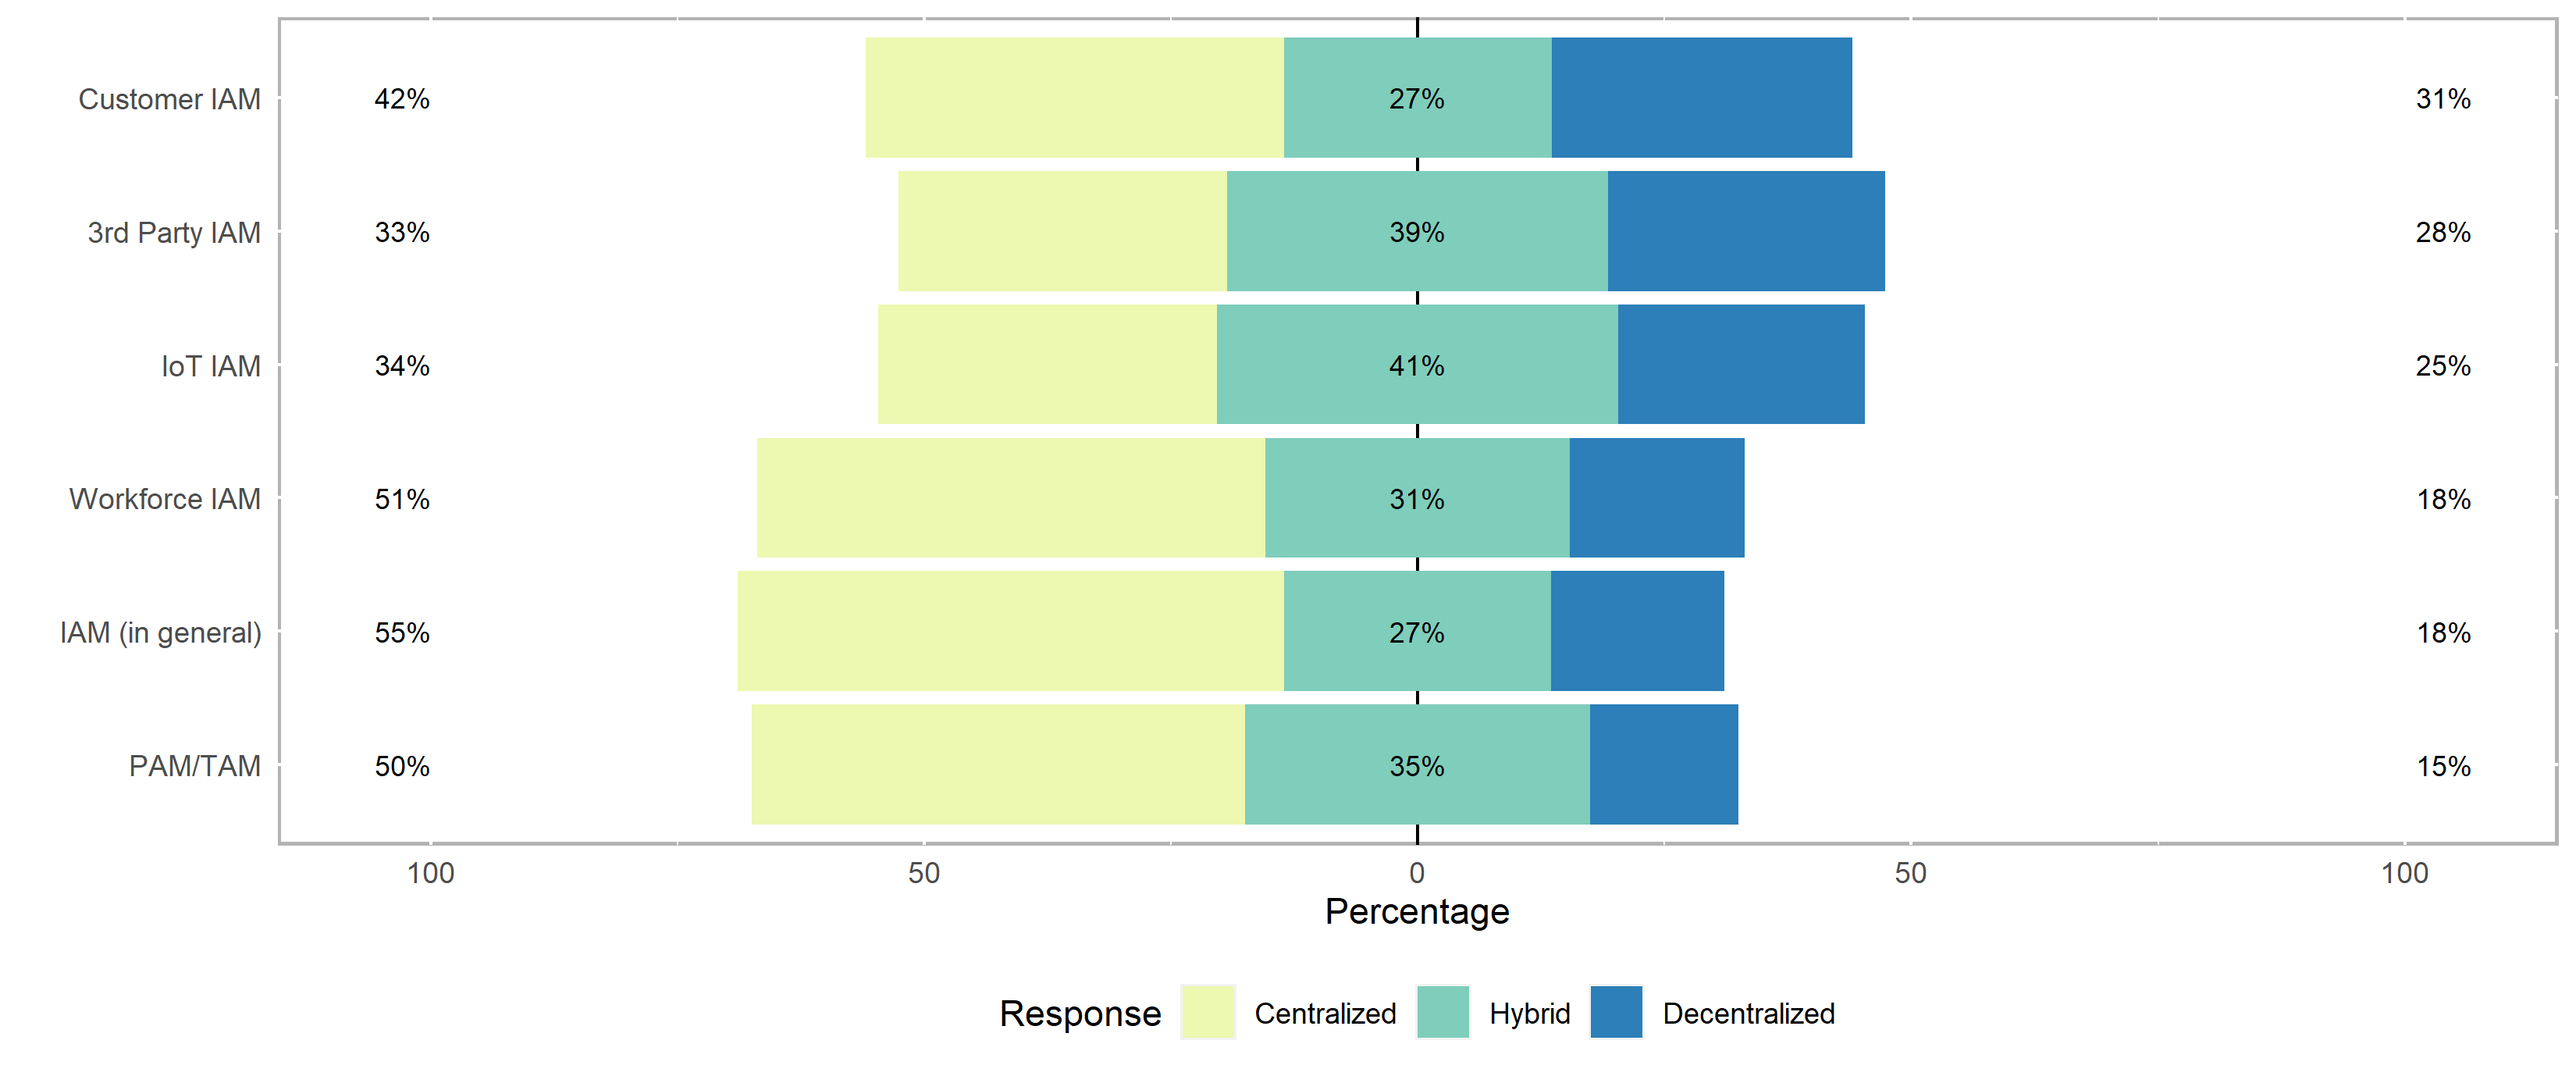 Customer IAM 42% 27% 31%
3rd Party IAM 33% 39% 28%
IoT IAM 34% 41% 25%
Workforce IAM 51% 31% 18%
IAM (in general) 55% 27% 18%
PAM/TAM 50% 35% 15%
100 50 0 50 100
Percentage
Response Centralized Hybrid Decentralized